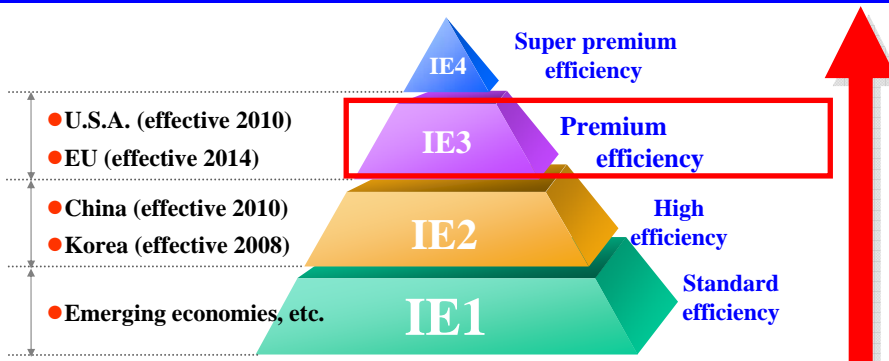 IE4
Super premium
efficiency
●U.S.A. (effective 2010)
●EU (effective 2014)
IE3
Premium
efficiency
●China (effective 2010)
●Korea (effective 2008)
IE2
High
efficiency
●Emerging economies, etc.
IE1
Standard
efficiency